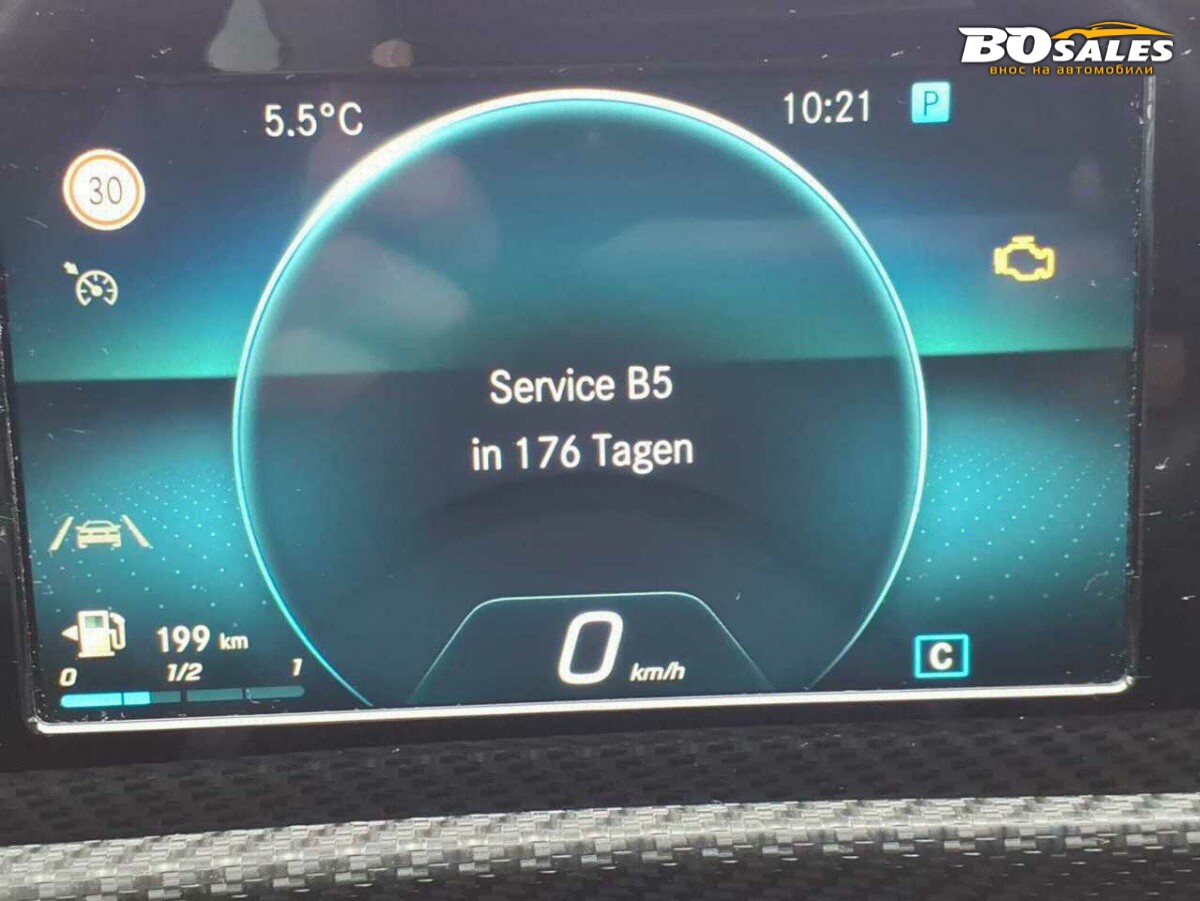 BOSALES
внос на автомобили
5.5°C
10:21
P
30
Service B5
in 176 Tagen
199 km
0 1/2 1
0 km/h
C